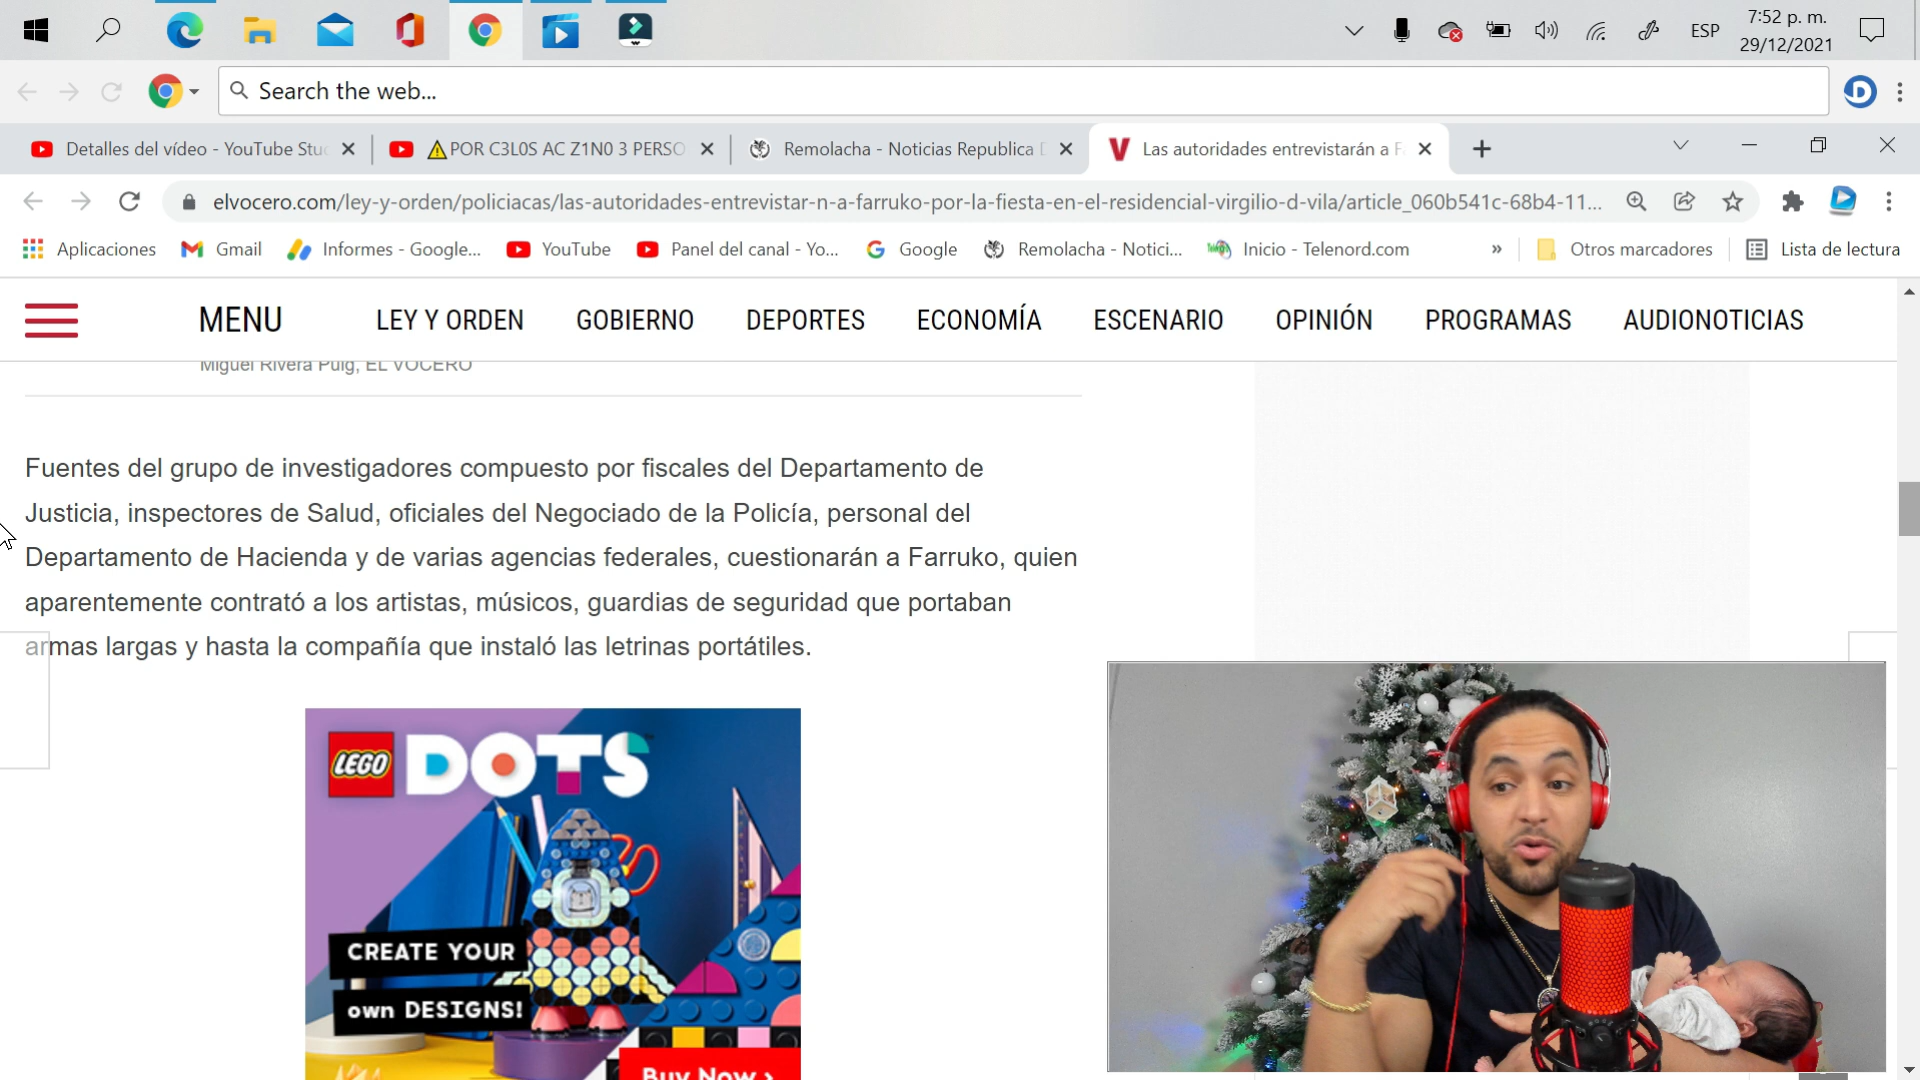 ESP
7:52 p. m.
29/12/2021
Search the web...
Detalles del vídeo - YouTube Stu
POR C3L0S AC Z1N0 3 PERSO
Remolacha - Noticias Republica D
Las autoridades entrevistarán a F
elvocero.com/ley-y-orden/policiacas/las-autoridades-entrevistar-n-a-farruko-por-la-fiesta-en-el-residencial-virgilio-d-vila/article_060b541c-68b4-11...
Aplicaciones
Gmail
Informes - Google...
YouTube
Panel del canal - Yo...
Google
Remolacha - Notici...
Inicio - Telenord.com
»
Otros marcadores
Lista de lectura
MENU
LEY Y ORDEN
GOBIERNO
DEPORTES
ECONOMÍA
ESCENARIO
OPINIÓN
PROGRAMAS
AUDIONOTICIAS
Miguel Rivera Puig, EL VOCERO
Fuentes del grupo de investigadores compuesto por fiscales del Departamento de
Justicia, inspectores de Salud, oficiales del Negociado de la Policía, personal del
Departamento de Hacienda y de varias agencias federales, cuestionarán a Farruko, quien
aparentemente contrató a los artistas, músicos, guardias de seguridad que portaban
armas largas y hasta la compañía que instaló las letrinas portátiles.
LEGO DOTS
CREATE YOUR
own DESIGNS!
Buy Now >